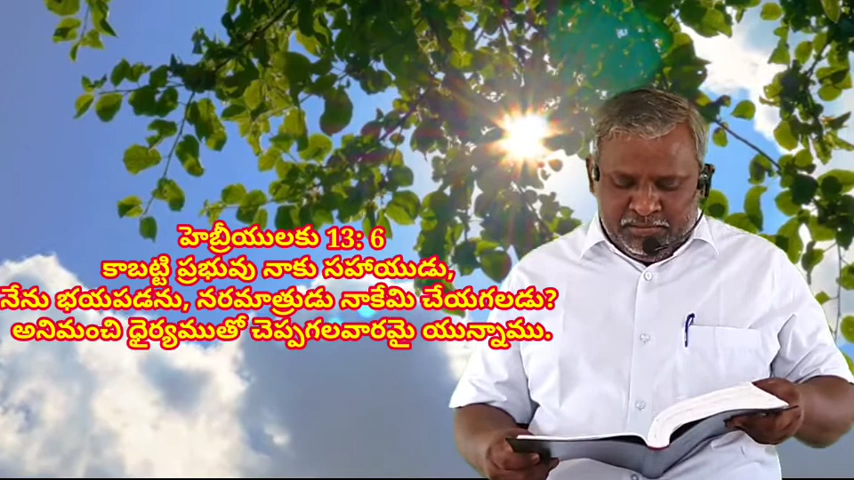 హెబ్రీయులకు 13: 6
కాబట్టి ప్రభువు నాకు సహాయుడు,
నేను భయపడను, నరమాత్రుడు నాకేమి చేయగలడు?
అనిమంచి ధైర్యముతో చెప్పగలవారమై యున్నాము.